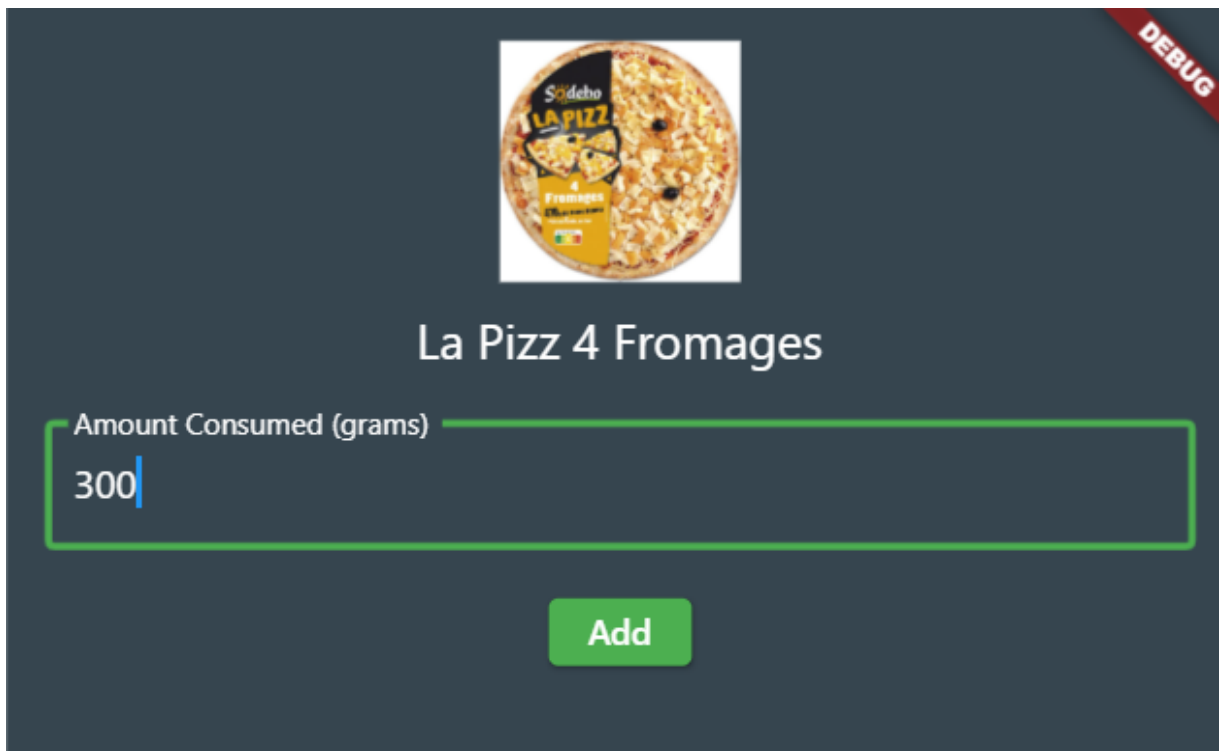 DEBUG
Sodebo
LA PIZZ
4
Fromages
La Pizz 4 Fromages
Amount Consumed (grams)
300
Add